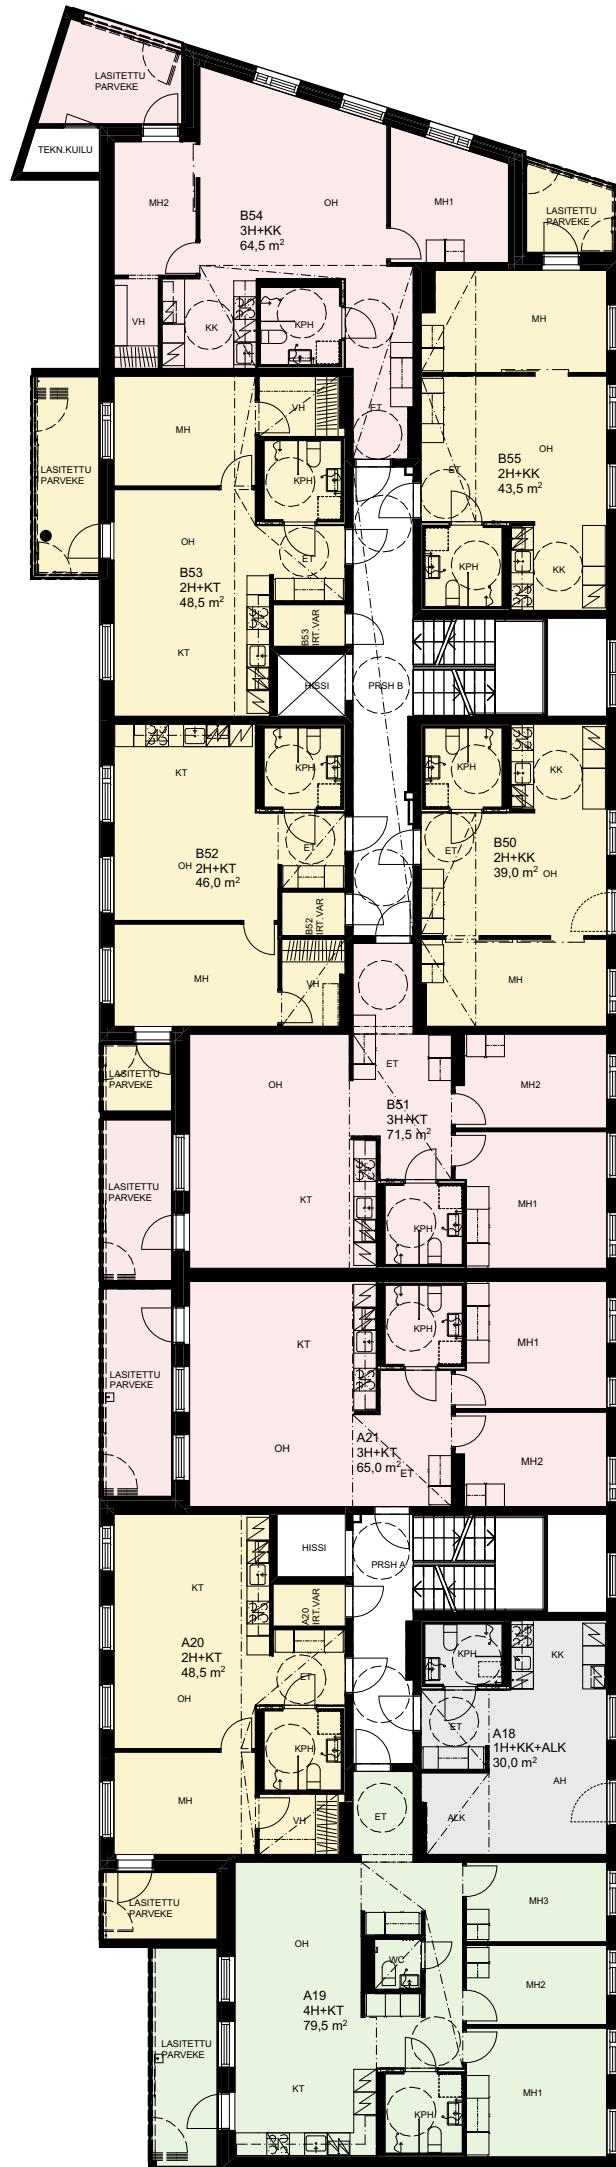 LASITETTU
PARVEKE
TEKN.KUILU
MH2
OH
MH1
B54
3H+KK
64,5 m²
LASITETTU
PARVEKE
VH
KK
KPH
ET
MH
MH
VH
LASITETTU
PARVEKE
KPH
OH
B55
2H+KK
43,5 m²
ET
OH
B53
2H+KT
48,5 m²
ET
KPH
KK
KT
B53
IRT.VAR
HISSI
PRSH B
KT
KPH
KPH
KK
B52
2H+KT
46,0 m²
OH
ET
ET
B50
2H+KK
39,0 m²
OH
B52
IRT.VAR
MH
VH
MH
LASITETTU
PARVEKE
OH
ET
MH2
B51
3H+KT
71,5 m²
LASITETTU
PARVEKE
KT
MH1
KPH
KT
KPH
MH1
LASITETTU
PARVEKE
OH
A21
3H+KT
65,0 m²
ET
MH2
HISSI
PRSH A
KT
A20
IRT.VAR
A20
2H+KT
48,5 m²
OH
ET
KPH
KPH
KK
ET
A18
1H+KK+ALK
30,0 m²
AH
MH
VH
ET
ALK
LASITETTU
PARVEKE
MH3
OH
WC
MH2
A19
4H+KT
79,5 m²
LASITETTU
PARVEKE
KT
KPH
MH1